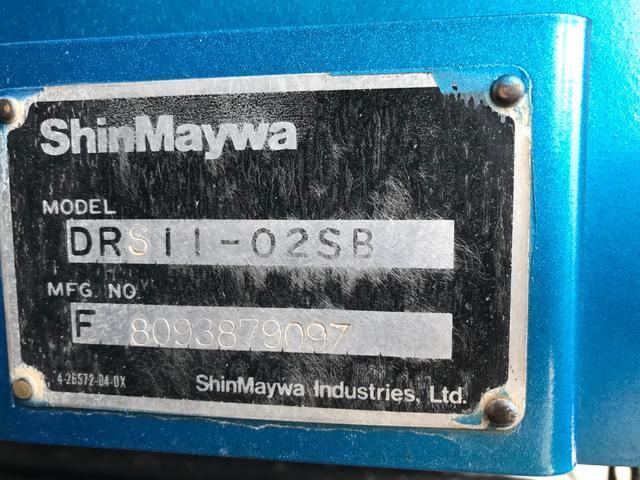 ShinMaywa
MODEL
DRS11-02SB
MFG NO.
F 8093879097
4-26572-04-0X
ShinMaywa Industries, Ltd.